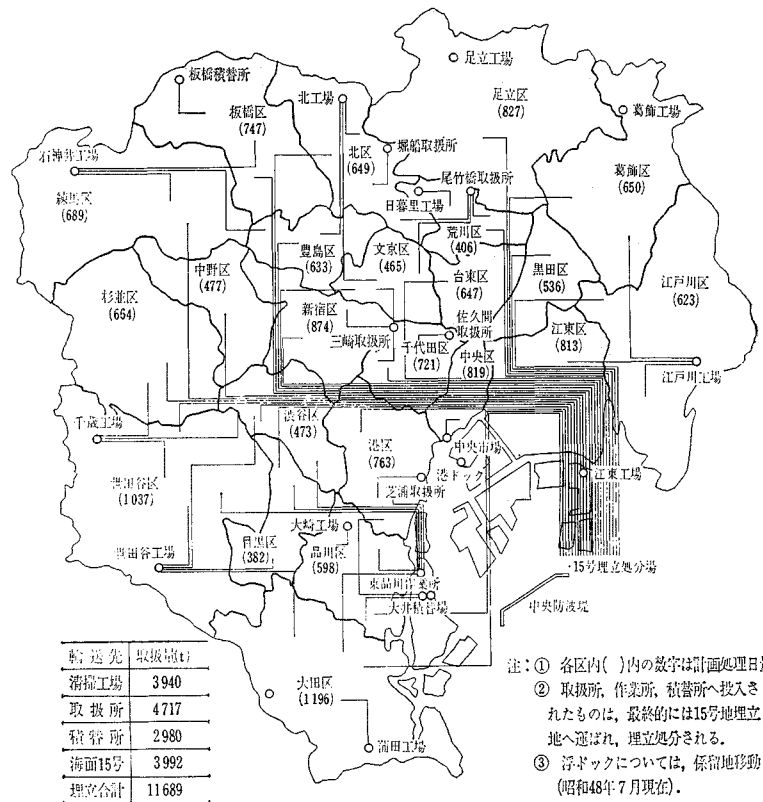 足立工場
板橋積替所
足立区
(827)
板橋区
(747)
北工場
葛飾工場
北区
(649)
堀船取扱所
石神井工場
尾竹橋取扱所
葛飾区
(650)
練馬区
(689)
日暮里工場
荒川区
(406)
豊島区
(633)
文京区
(465)
中野区
(477)
台東区
(647)
墨田区
(536)
江戸川区
(623)
杉並区
(664)
新宿区
(874)
佐久間
取扱所
三崎取扱所
千代田区
(721)
中央区
(819)
江東区
(813)
江戸川工場
渋谷区
(473)
千歳工場
港区
(763)
中央市場
港ドック
江東工場
世田谷区
(1037)
芝浦取扱所
大崎工場
目黒区
(382)
品川区
(598)
世田谷工場
東品川作業所
・15号埋立処分場
大井積替場
中央防波堤
輸送先 取扱量(t)
清掃工場 3940
取扱所 4717
積替所 2980
海面15号 3992
埋立合計 11689
大田区
(1196)
蒲田工場
注:① 各区内( )内の数字は計画処理日量
② 取扱所, 作業所, 積替所へ投入さ
れたものは, 最終的には15号地埋立
地へ運ばれ, 埋立処分される.
③ 浮ドックについては, 係留地移動
(昭和48年7月現在).